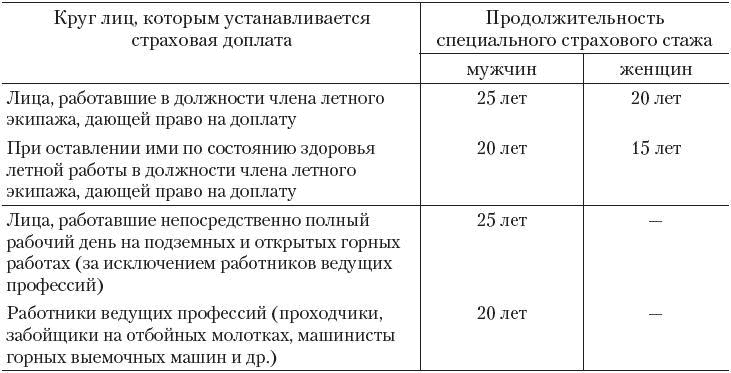 Круг лиц, которым устанавливается
страховая доплата
Продолжительность
специального страхового стажа
мужчин
женщин
Лица, работавшие в должности члена летного
экипажа, дающей право на доплату
25 лет
20 лет
При оставлении ими по состоянию здоровья
летной работы в должности члена летного
экипажа, дающей право на доплату
20 лет
15 лет
Лица, работавшие непосредственно полный
рабочий день на подземных и открытых горных
работах (за исключением работников ведущих
профессий)
25 лет
—
Работники ведущих профессий (проходчики,
забойщики на отбойных молотках, машинисты
горных выемочных машин и др.)
20 лет
—